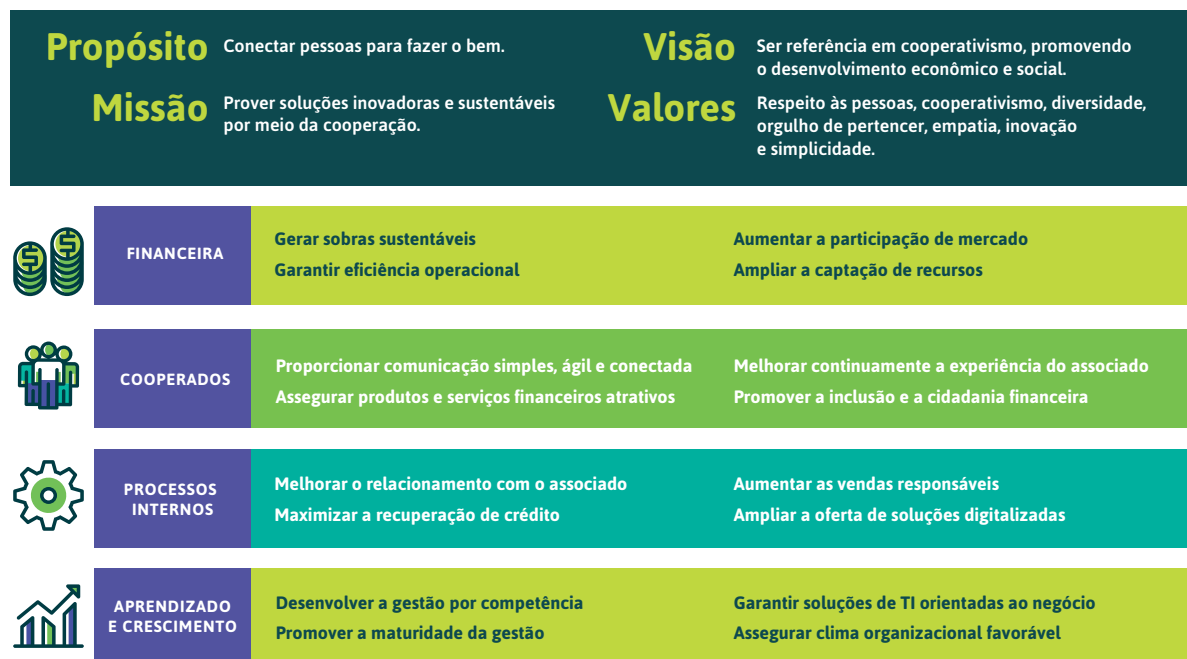 Propósito
Conectar pessoas para fazer o bem.
Missão
Prover soluções inovadoras e sustentáveis
por meio da cooperação.
Visão
Ser referência em cooperativismo, promovendo
o desenvolvimento econômico e social.
Valores
Respeito às pessoas, cooperativismo, diversidade,
orgulho de pertencer, empatia, inovação
e simplicidade.
FINANCEIRA
Gerar sobras sustentáveis
Garantir eficiência operacional
Aumentar a participação de mercado
Ampliar a captação de recursos
COOPERADOS
Proporcionar comunicação simples, ágil e conectada
Assegurar produtos e serviços financeiros atrativos
Melhorar continuamente a experiência do associado
Promover a inclusão e a cidadania financeira
PROCESSOS
INTERNOS
Melhorar o relacionamento com o associado
Maximizar a recuperação de crédito
Aumentar as vendas responsáveis
Ampliar a oferta de soluções digitalizadas
APRENDIZADO
E CRESCIMENTO
Desenvolver a gestão por competência
Promover a maturidade da gestão
Garantir soluções de TI orientadas ao negócio
Assegurar clima organizacional favorável